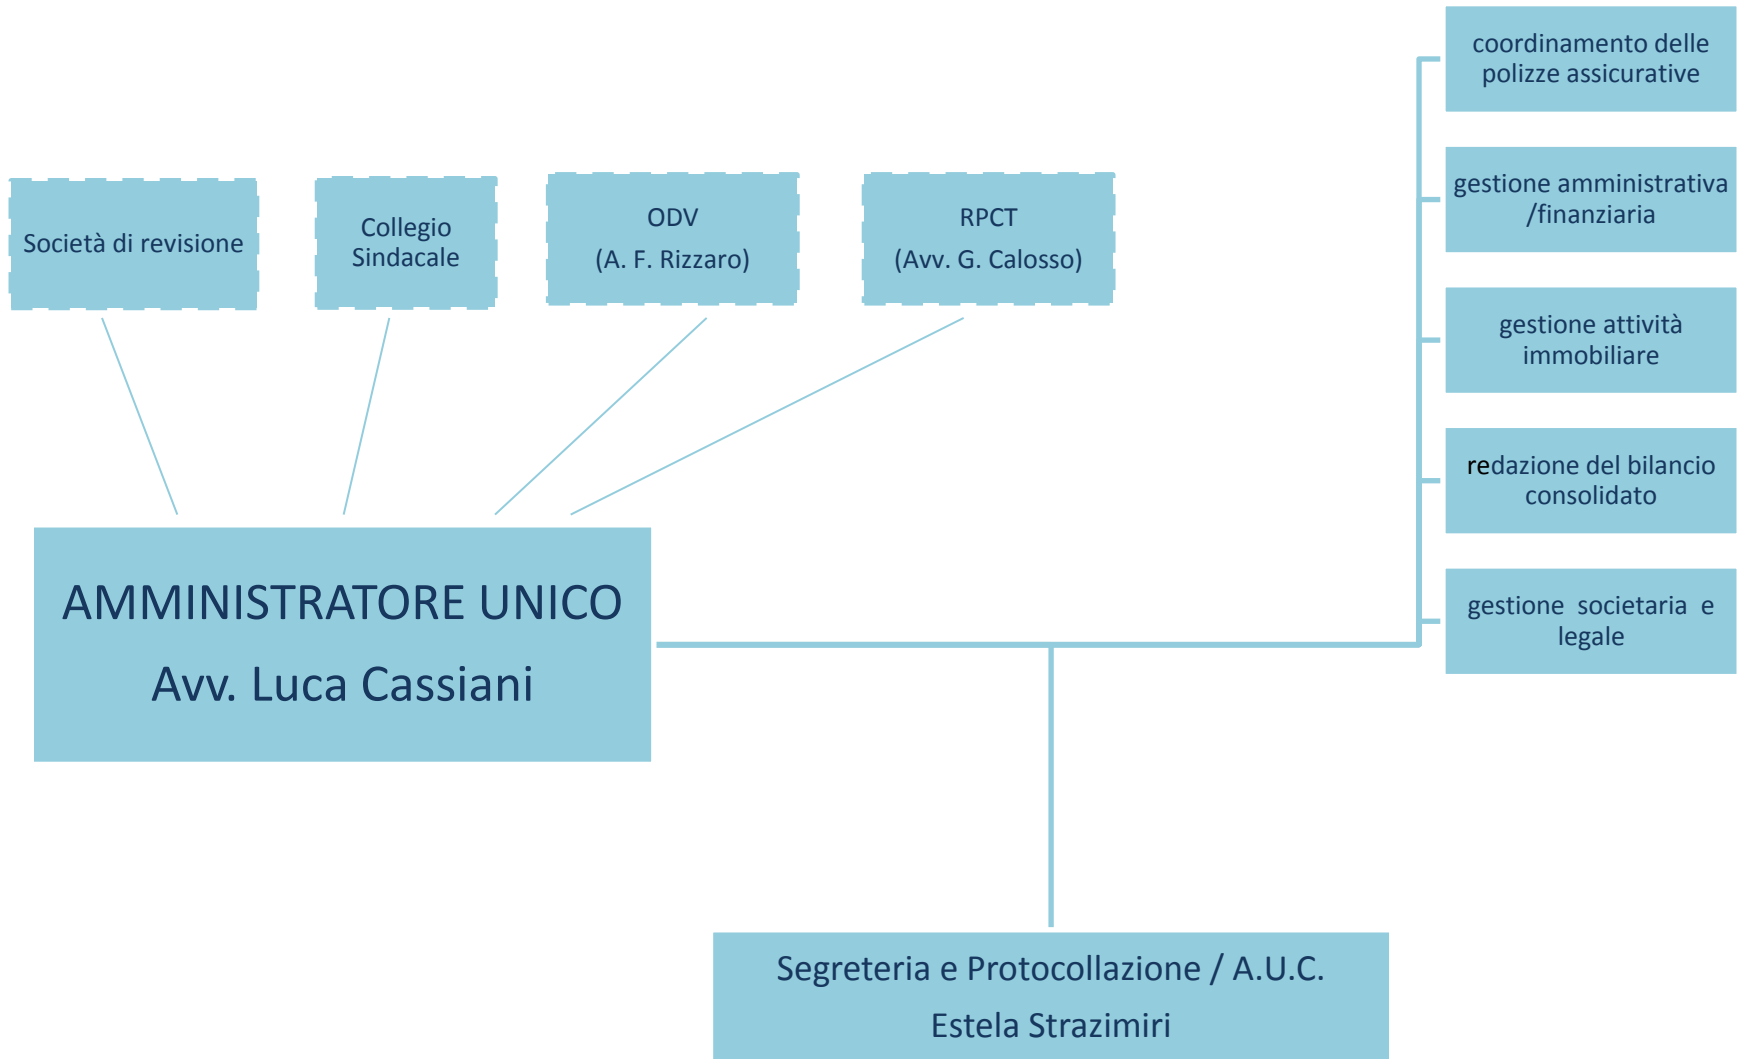 coordinamento delle
polizze assicurative
gestione amministrativa
/finanziaria
gestione attività
immobiliare
redazione del bilancio
consolidato
gestione societaria e
legale
Società di revisione
Collegio
Sindacale
ODV
(A. F. Rizzaro)
RPCT
(Avv. G. Calosso)
AMMINISTRATORE UNICO
Avv. Luca Cassiani
Segreteria e Protocollazione / A.U.C.
Estela Strazimiri